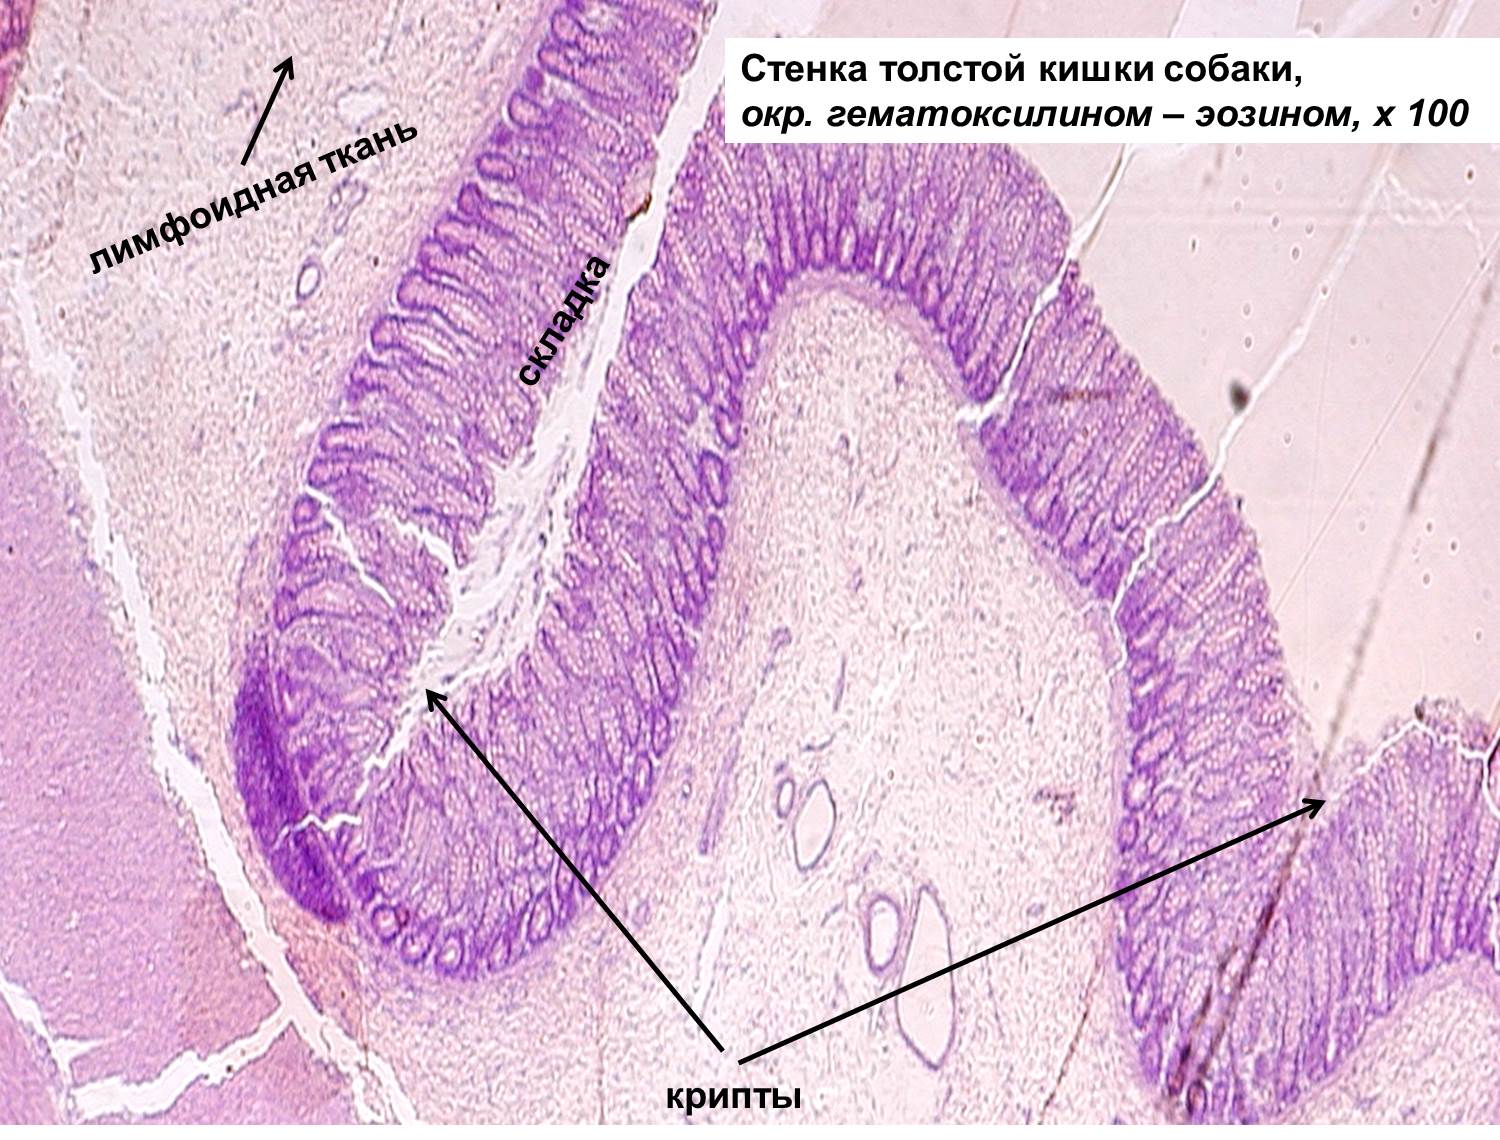 Стенка толстой кишки собаки,
окр. гематоксилином – эозином, х 100
лимфоидная ткань
складка
крипты